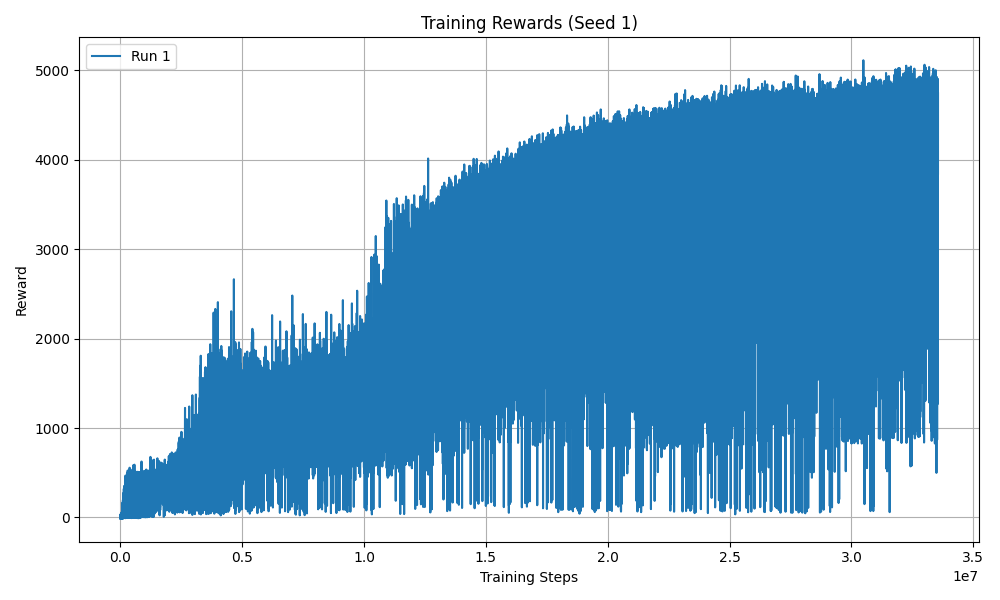 Training Rewards (Seed 1)
Run 1
Reward
5000
4000
3000
2000
1000
0
0.0 0.5 1.0 1.5 2.0 2.5 3.0 3.5
1e7
Training Steps